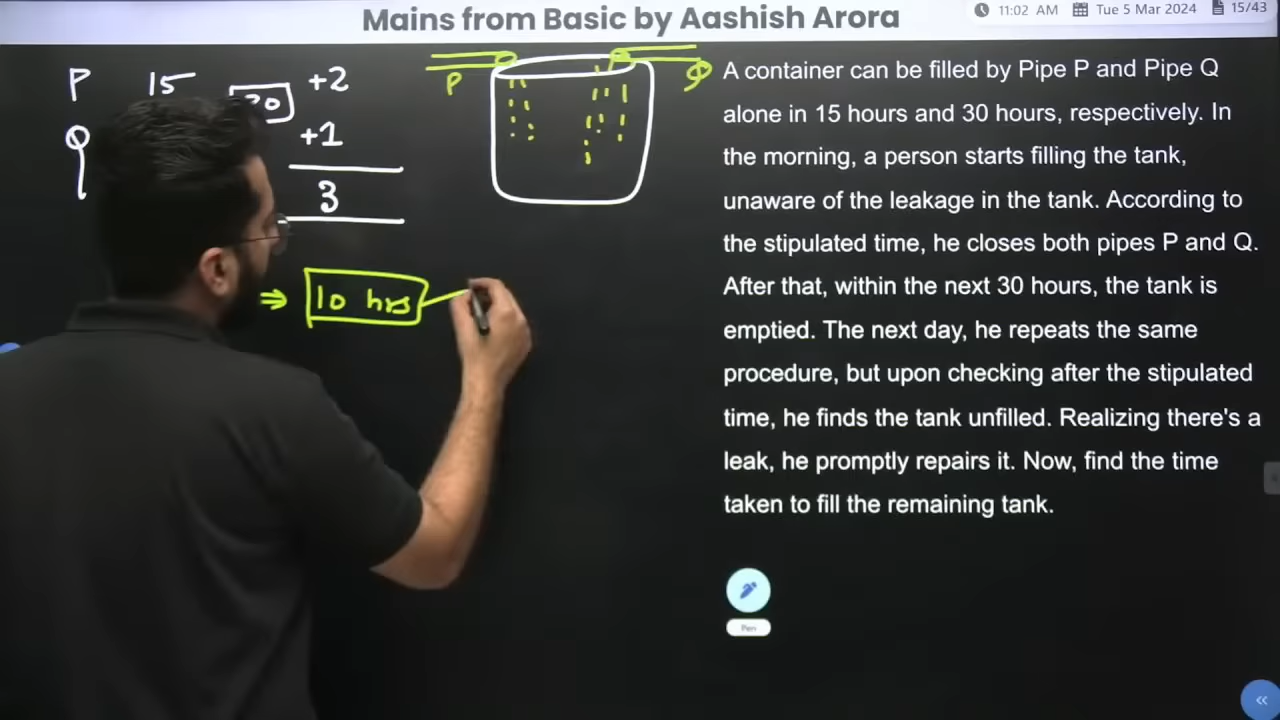 Mains from Basic by Aashish Arora
11:02 AM Tue 5 Mar 2024 15/43
P 15 +2
Q +1
3
⇒ 10 hrs
P
Q
A container can be filled by Pipe P and Pipe Q
alone in 15 hours and 30 hours, respectively. In
the morning, a person starts filling the tank,
unaware of the leakage in the tank. According to
the stipulated time, he closes both pipes P and Q.
After that, within the next 30 hours, the tank is
emptied. The next day, he repeats the same
procedure, but upon checking after the stipulated
time, he finds the tank unfilled. Realizing there's a
leak, he promptly repairs it. Now, find the time
taken to fill the remaining tank.
Pen
«